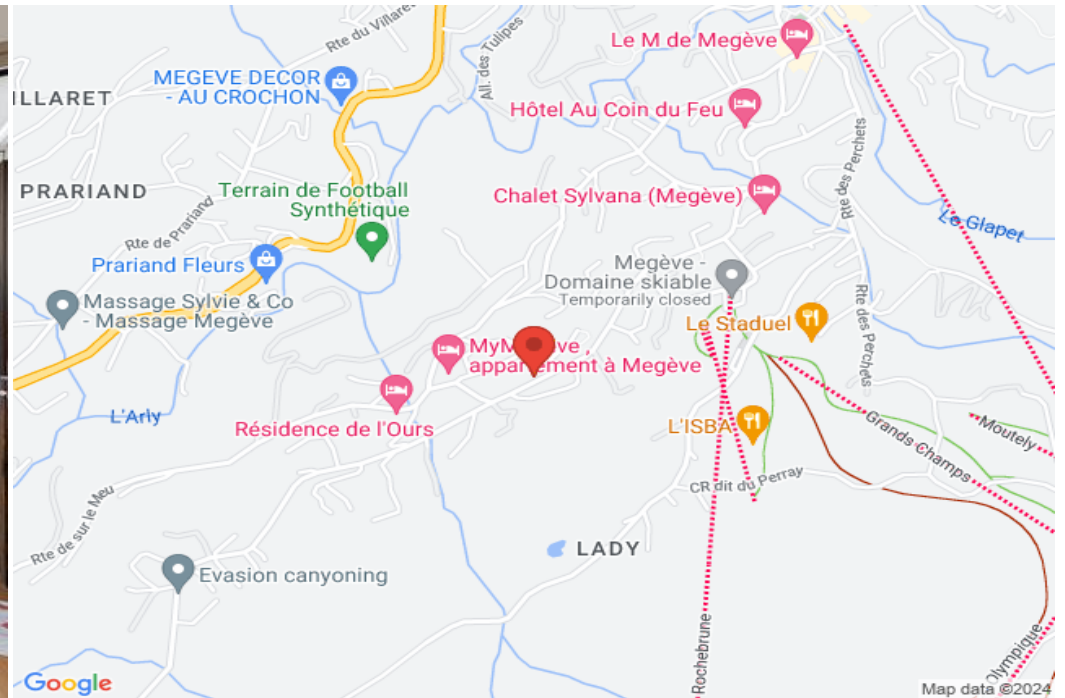 Rte du Villaret
All. des Tulipes
Le M de Megève
MEGEVE DECOR
- AU CROCHON
ILLARET
Hôtel Au Coin du Feu
Rte des Perchets
PRARIAND
Terrain de Football
Synthétique
Chalet Sylvana (Megève)
Rte de Prariand
Le Glapet
Prariand Fleurs
Megève -
Domaine skiable
Temporarily closed
Massage Sylvie & Co
- Massage Megève
Le Staduel
Rte des Perchets
MyM ve ,
appartement à Megève
L'Arly
Résidence de l'Ours
L'ISBA
Grands Champs
Moutely
CR dit du Perray
Rte de sur le Meu
LADY
Evasion canyoning
Rochebrune
Olympique
Google
Map data ©2024